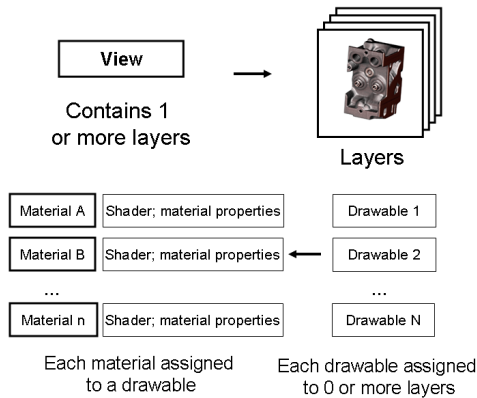 View
Contains 1
or more layers
Layers
Material A
Shader; material properties
Drawable 1
Material B
Shader; material properties
Drawable 2
...
...
Material n
Shader; material properties
Drawable N
Each material assigned
to a drawable
Each drawable assigned
to 0 or more layers